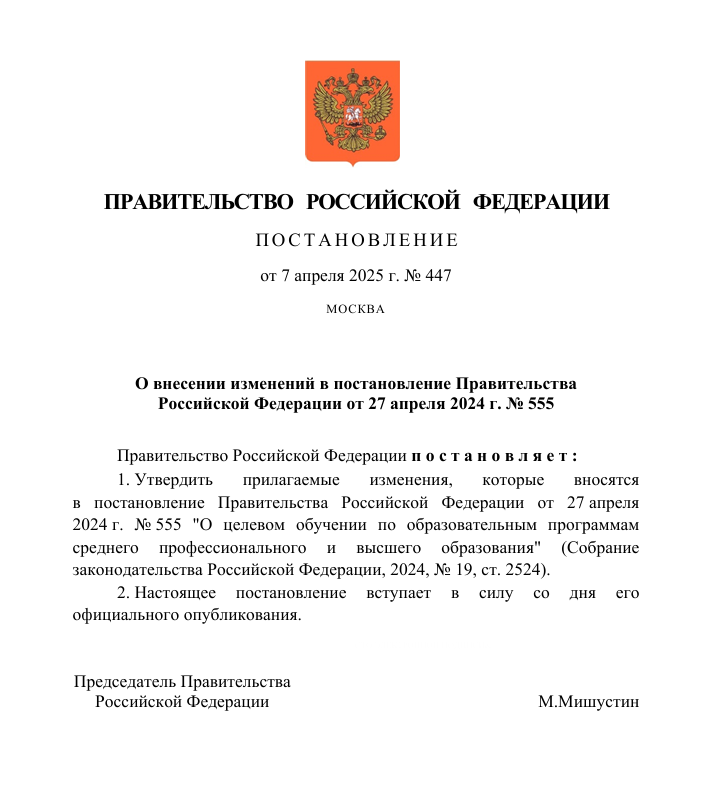 ПРАВИТЕЛЬСТВО РОССИЙСКОЙ ФЕДЕРАЦИИ
ПОСТАНОВЛЕНИЕ
от 7 апреля 2025 г. № 447
МОСКВА
О внесении изменений в постановление Правительства
Российской Федерации от 27 апреля 2024 г. № 555
Правительство Российской Федерации постановляет:
1. Утвердить прилагаемые изменения, которые вносятся
в постановление Правительства Российской Федерации от 27 апреля
2024 г. № 555 "О целевом обучении по образовательным программам
среднего профессионального и высшего образования" (Собрание
законодательства Российской Федерации, 2024, № 19, ст. 2524).
2. Настоящее постановление вступает в силу со дня его
официального опубликования.
Председатель Правительства
Российской Федерации М.Мишустин